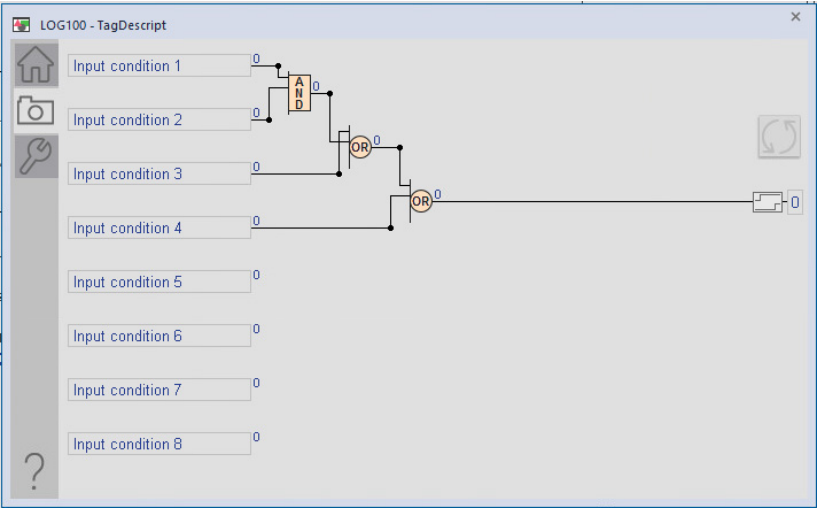 LOG100 - TagDescript
Input condition 1 0
AND 0
Input condition 2 0
OR 0
Input condition 3 0
OR 0 0
Input condition 4 0
Input condition 5 0
Input condition 6 0
Input condition 7 0
Input condition 8 0
?